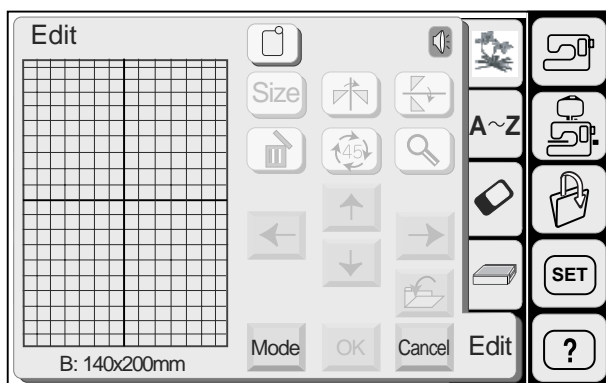 Edit
Size
A~Z
45
SET
Mode
OK
Cancel
Edit
?
B: 140x200mm